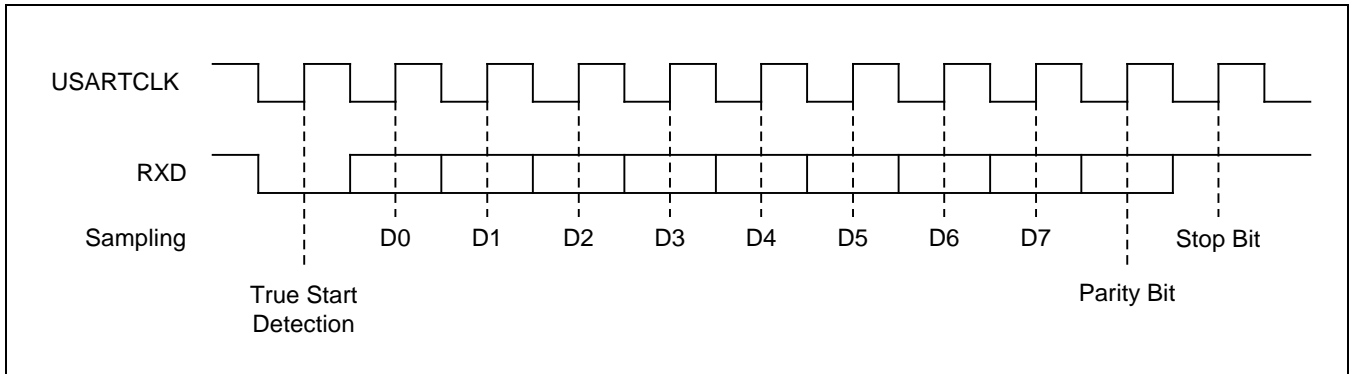 USARTCLK
RXD
Sampling D0 D1 D2 D3 D4 D5 D6 D7 Stop Bit
True Start
Detection
Parity Bit